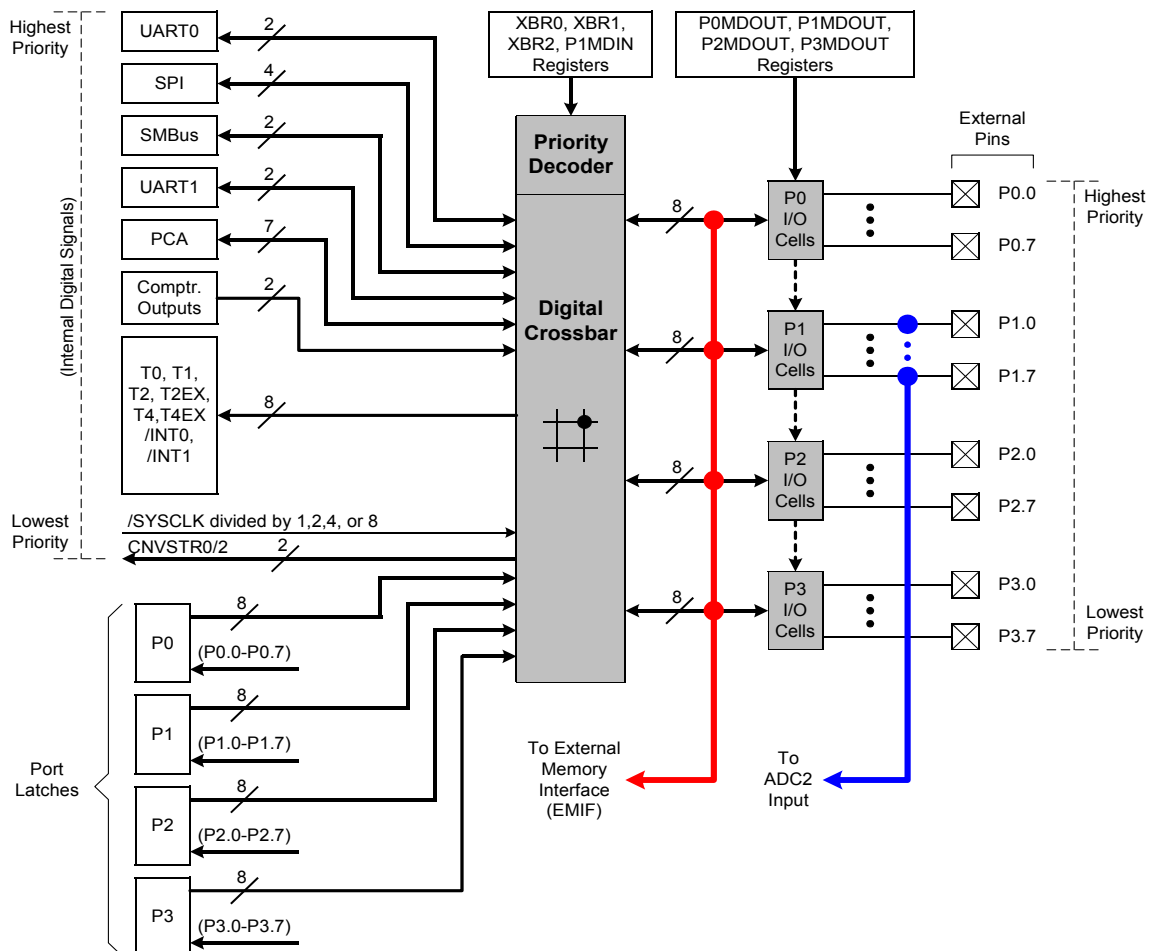 Highest
Priority
(Internal Digital Signals)
Lowest
Priority
UART0
2
SPI
4
SMBus
2
UART1
2
PCA
7
Comptr.
Outputs
2
T0, T1,
T2, T2EX,
T4,T4EX
/INT0,
/INT1
8
/SYSCLK divided by 1,2,4, or 8
CNVSTR0/2
2
Port
Latches
P0
8
(P0.0-P0.7)
P1
8
(P1.0-P1.7)
P2
8
(P2.0-P2.7)
P3
8
(P3.0-P3.7)
XBR0, XBR1,
XBR2, P1MDIN
Registers
Priority
Decoder
Digital
Crossbar
P0MDOUT, P1MDOUT,
P2MDOUT, P3MDOUT
Registers
8
8
8
8
P0
I/O
Cells
P1
I/O
Cells
P2
I/O
Cells
P3
I/O
Cells
External
Pins
P0.0
P0.7
P1.0
P1.7
P2.0
P2.7
P3.0
P3.7
Highest
Priority
Lowest
Priority
To External
Memory
Interface
(EMIF)
To
ADC2
Input